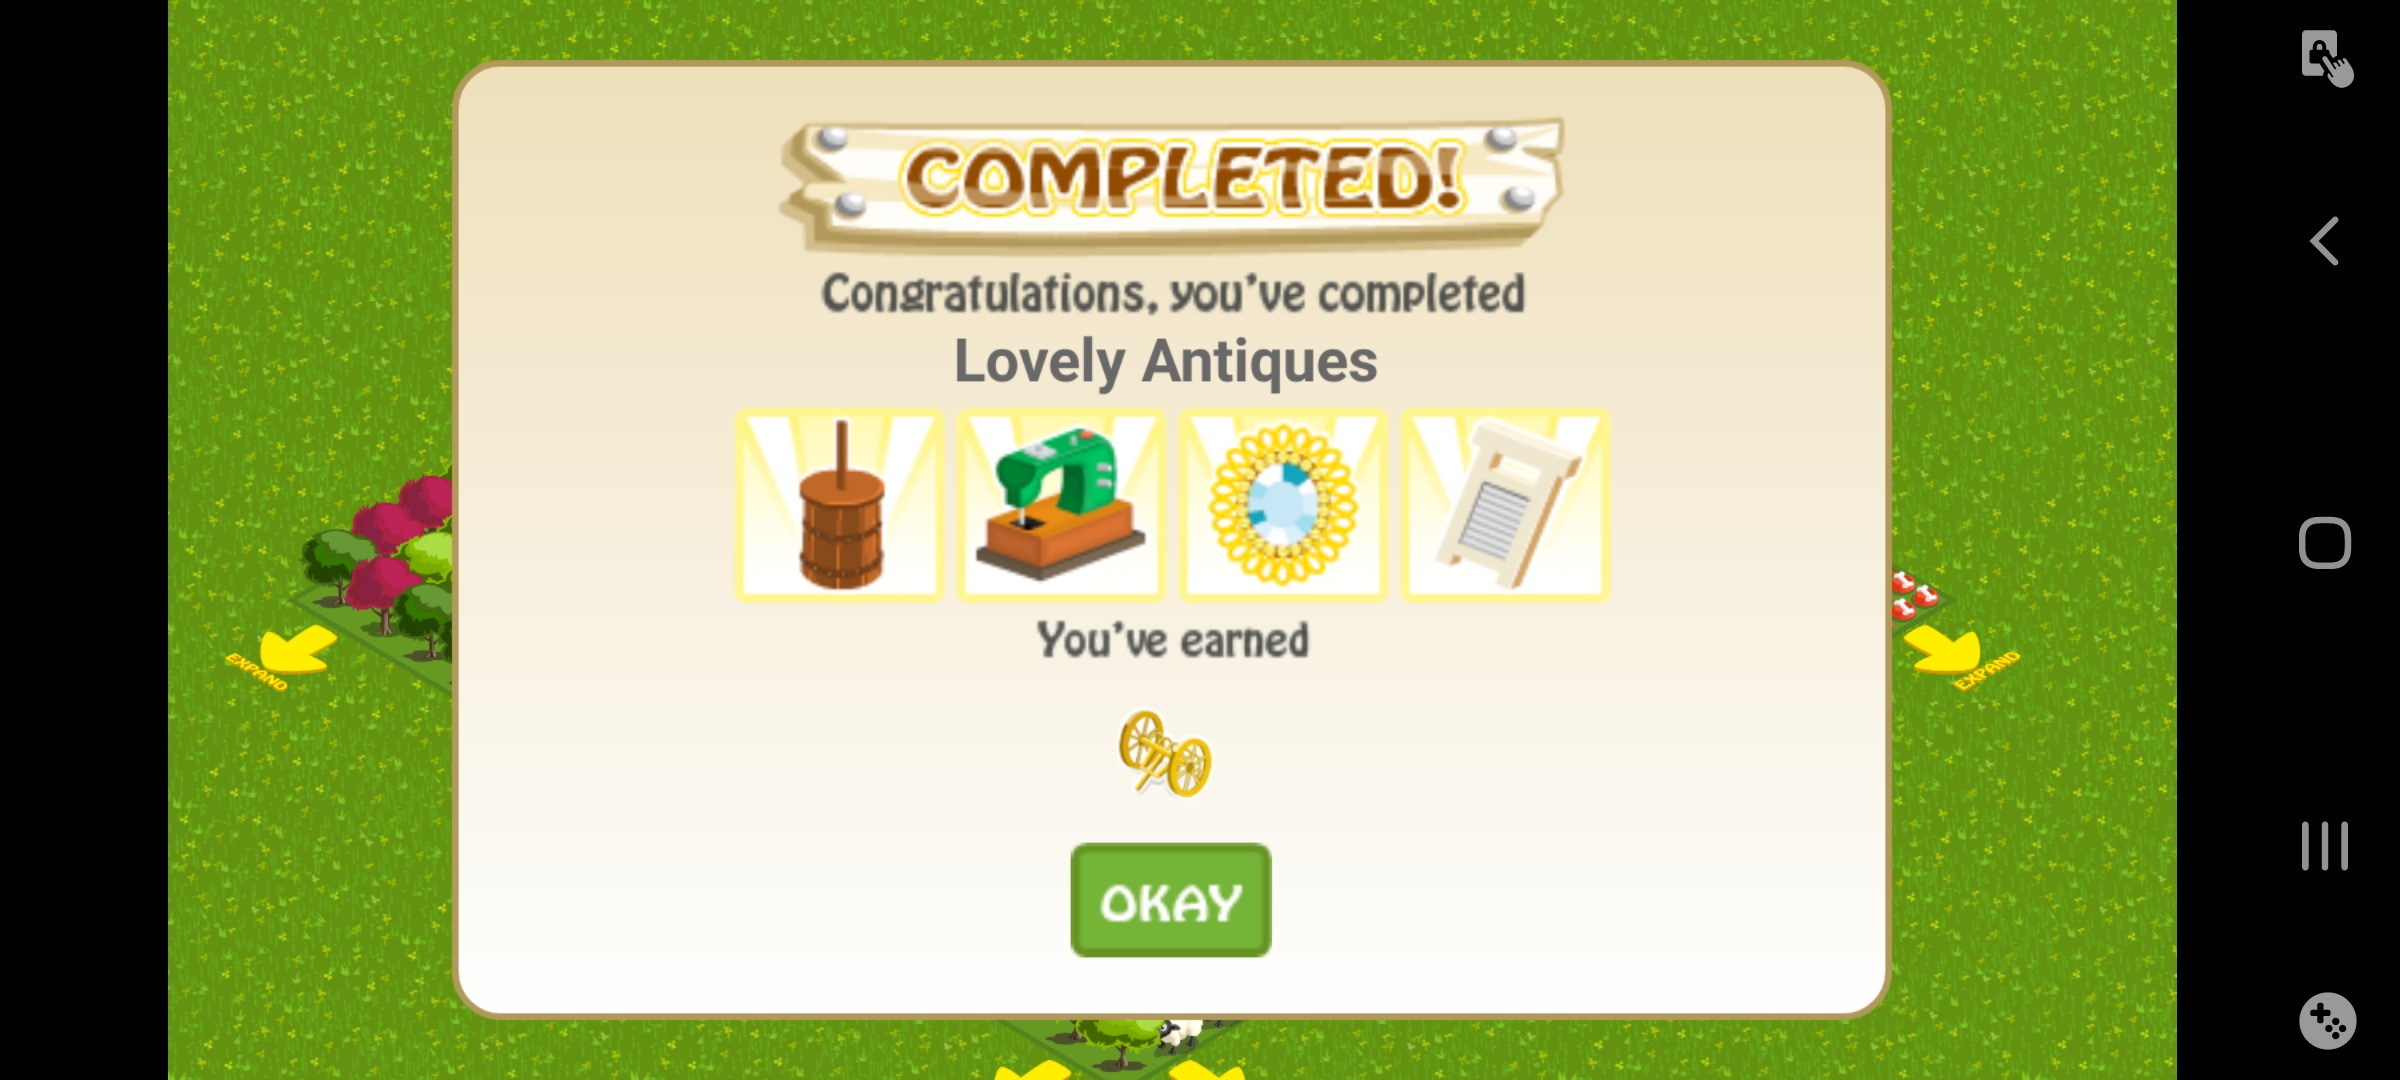 COMPLETED!
Congratulations, you've completed
Lovely Antiques
You've earned
EXPAND
EXPAND
OKAY